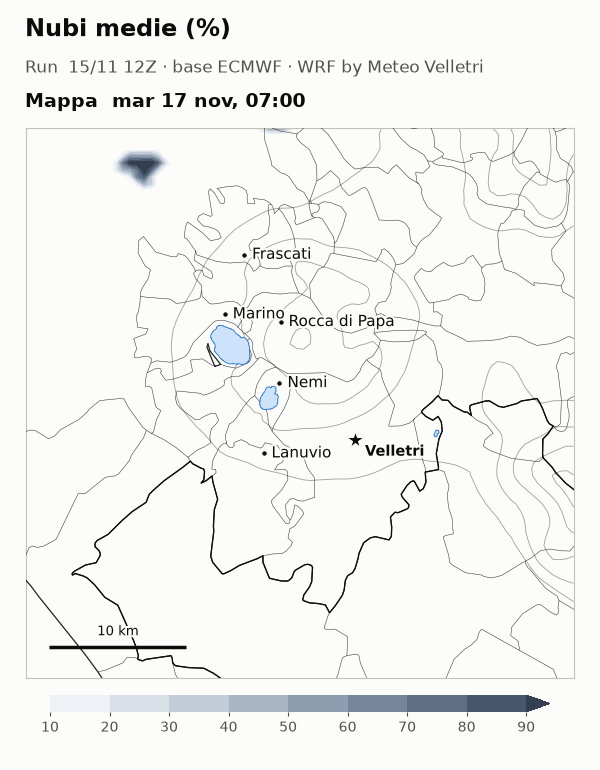 Nubi medie (%)
Run  15/11 12Z · base ECMWF · WRF by Meteo Velletri
Mappa  mar 17 nov, 07:00
Frascati
Marino
Rocca di Papa
Nemi
Velletri
Lanuvio
10 km
10 20 30 40 50 60 70 80 90